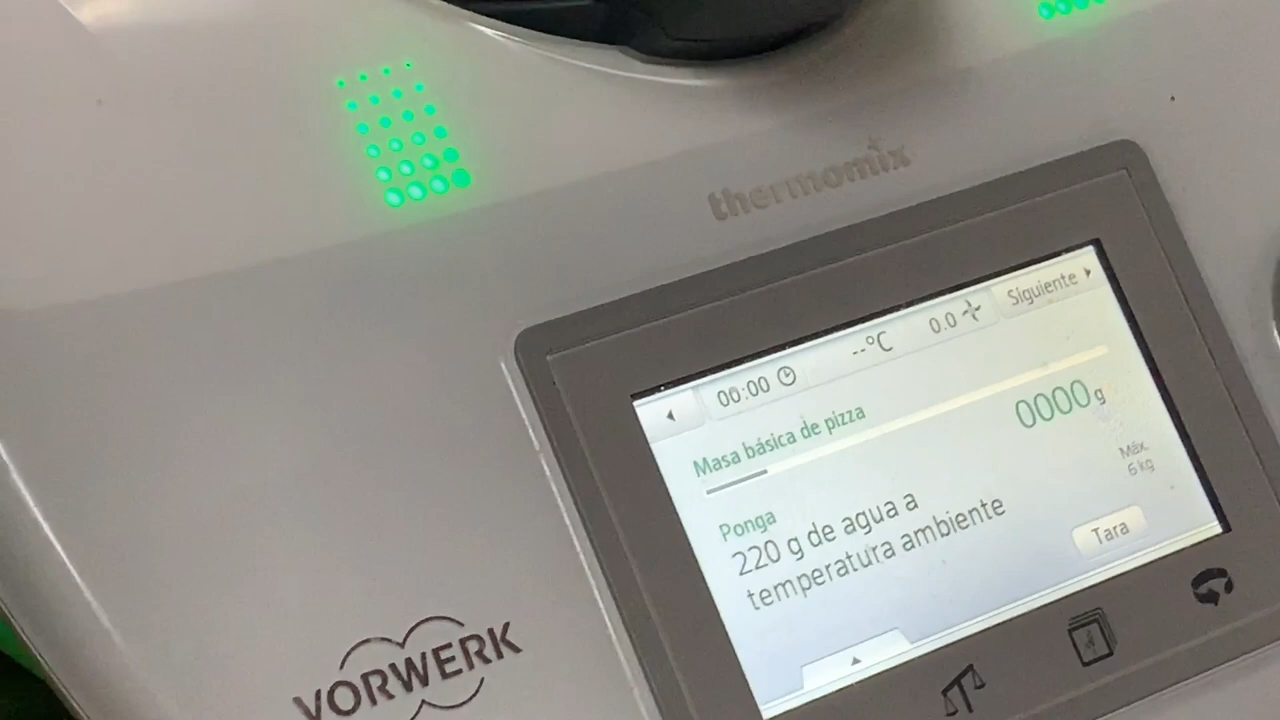 thermomix
Siguiente
0.0
--°C
00:00
Masa básica de pizza
0000 g
Máx.
6 kg
Ponga
220 g de agua a
temperatura ambiente
Tara
VORWERK